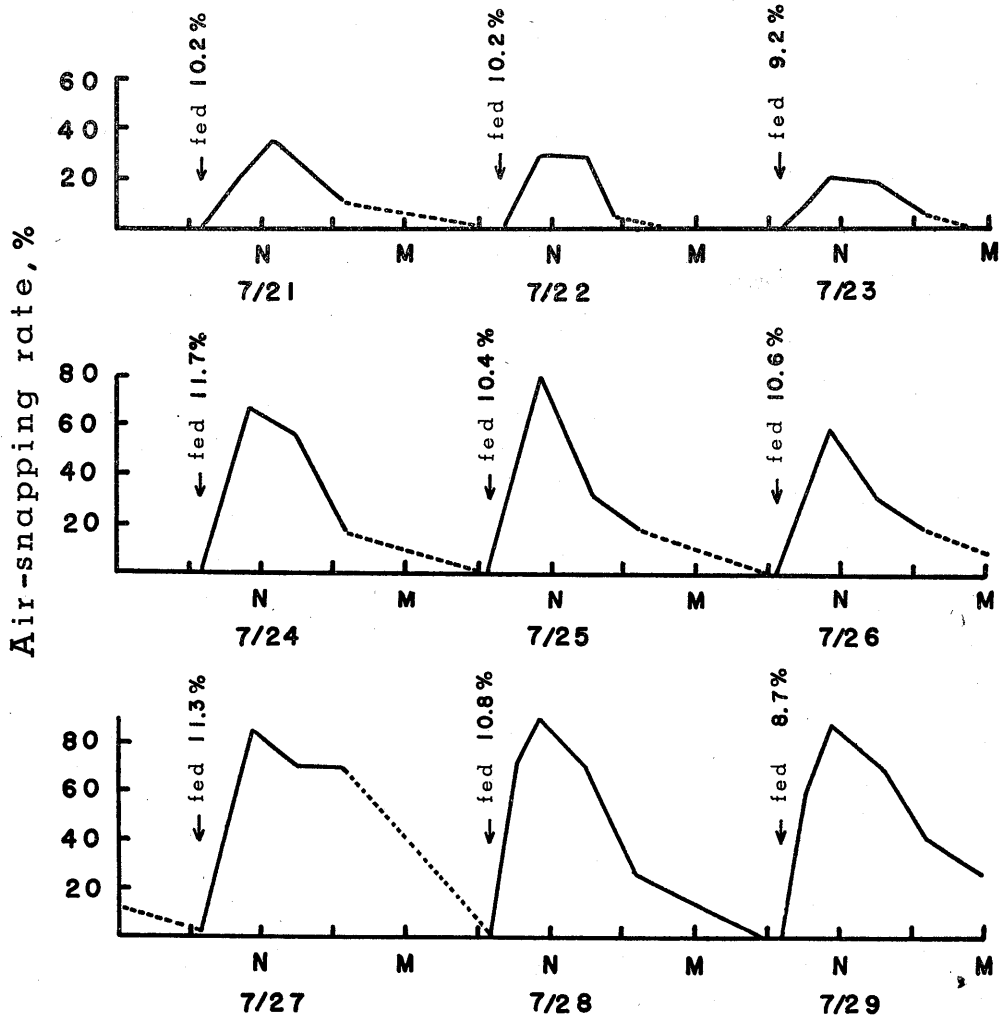 Air-snapping rate, %
fed 10.2%
fed 10.2%
fed 9.2%
60
40
20
N M N M N M
7/21 7/22 7/23
fed 11.7%
fed 10.4%
fed 10.6%
80
60
40
20
N M N M N M
7/24 7/25 7/26
fed 11.3%
fed 10.8%
fed 8.7%
80
60
40
20
N M N M N M
7/27 7/28 7/29